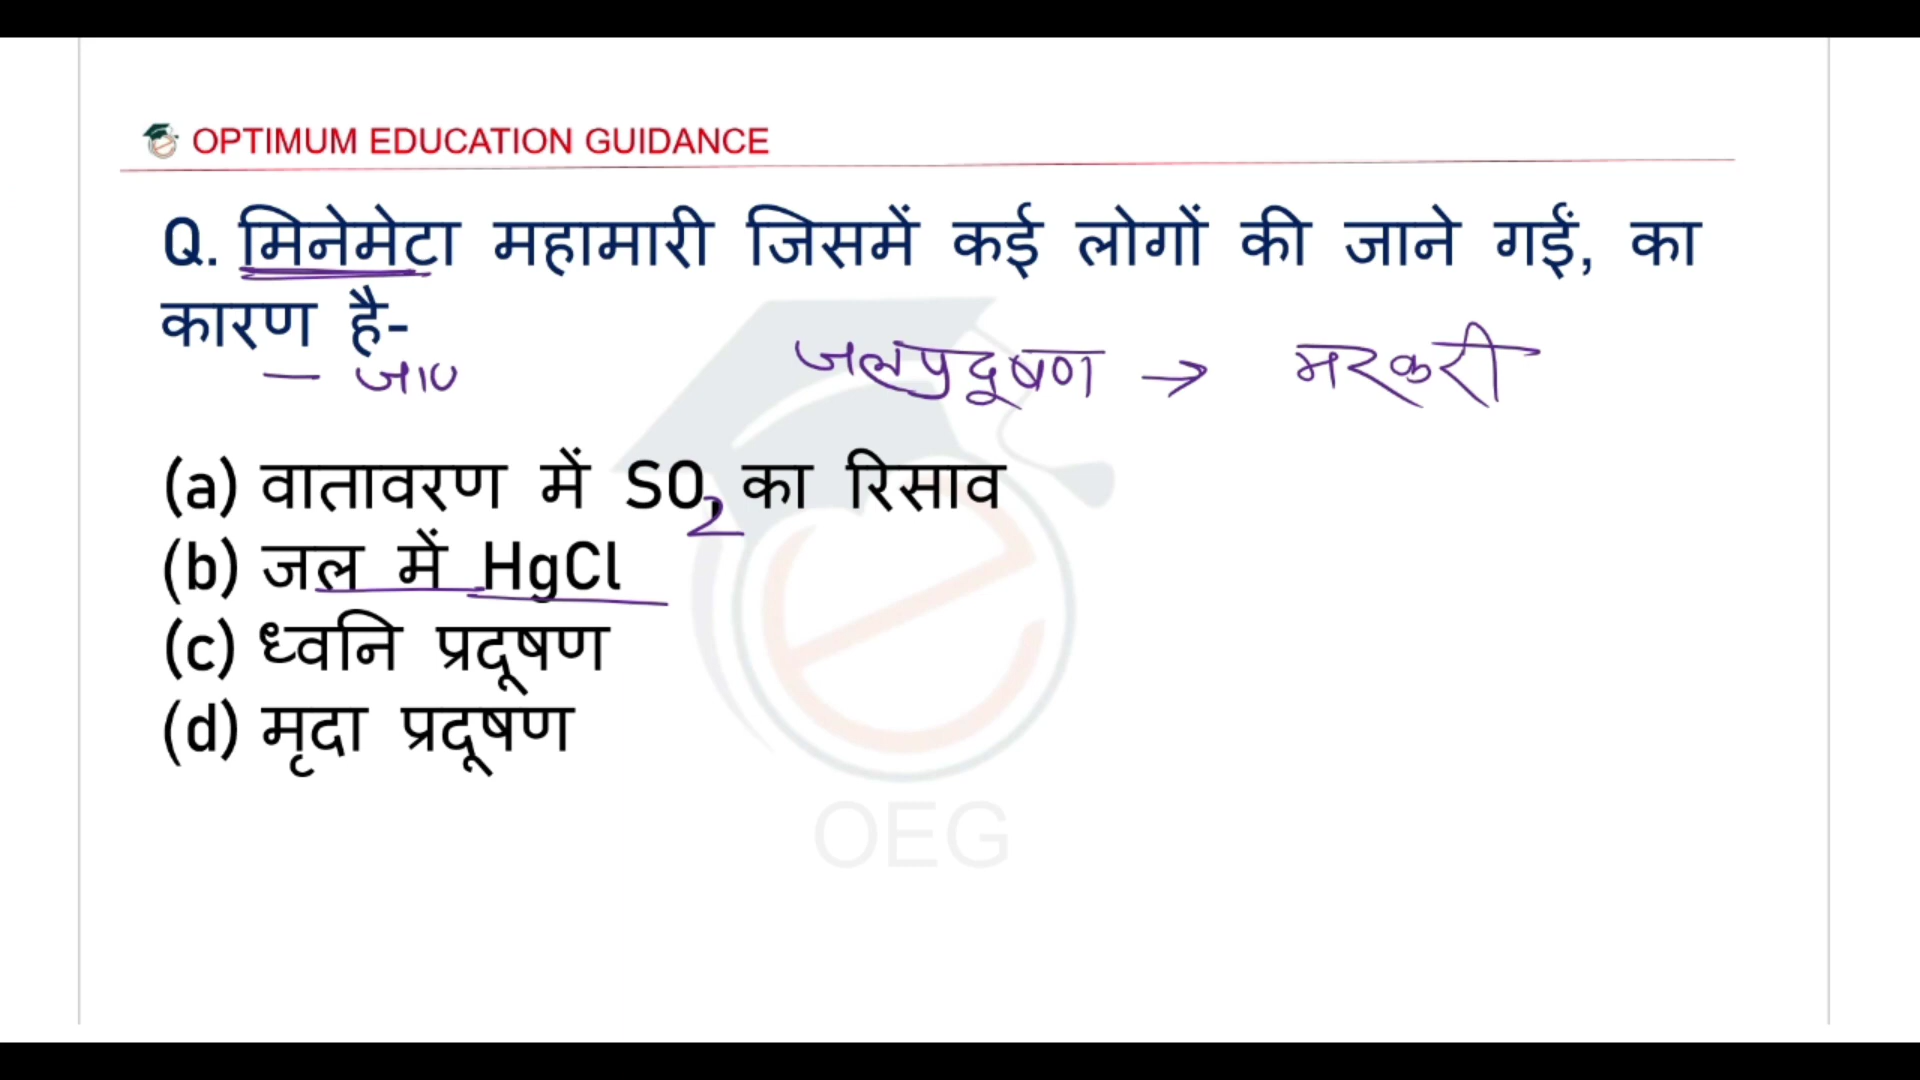 OPTIMUM EDUCATION GUIDANCE
Q. मिनेमेटा महामारी जिसमें कई लोगों की जाने गईं, का
कारण है-
जलप्रदूषण → मरकरी
(a) वातावरण में SO2 का रिसाव
(b) जल में HgCl
(c) ध्वनि प्रदूषण
(d) मृदा प्रदूषण
OEG